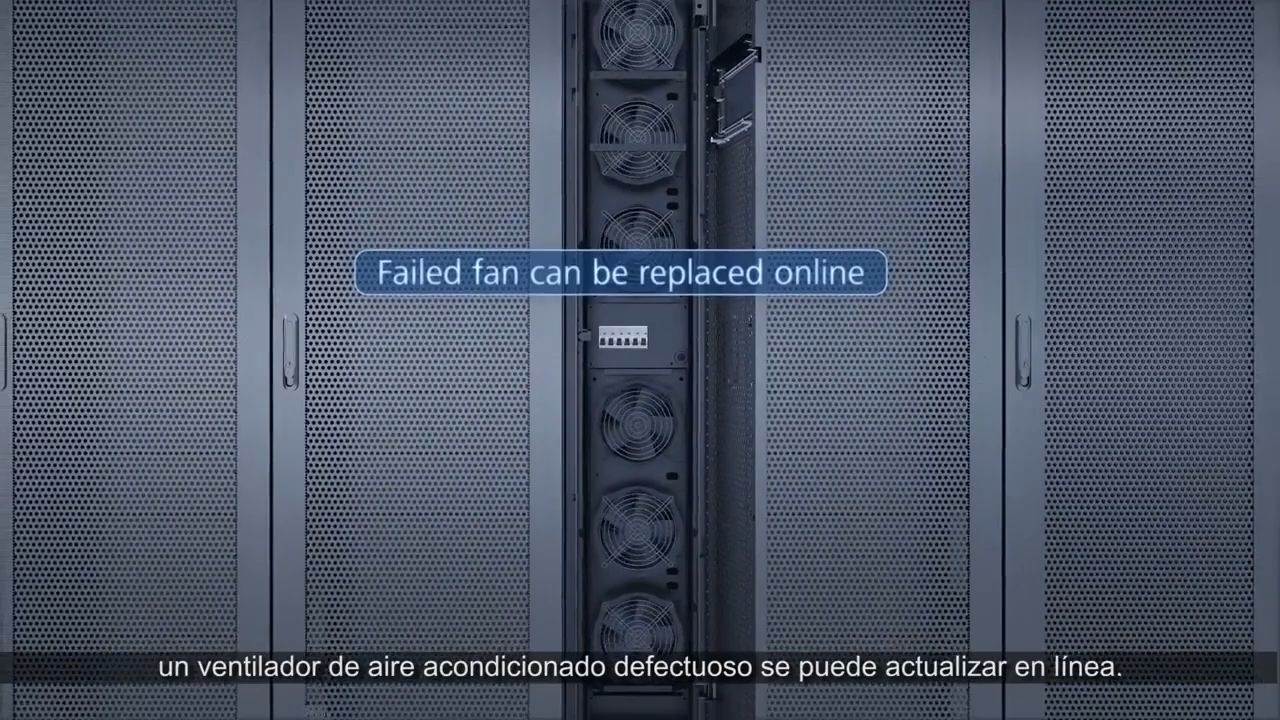 Failed fan can be replaced online
un ventilador de aire acondicionado defectuoso se puede actualizar en línea.